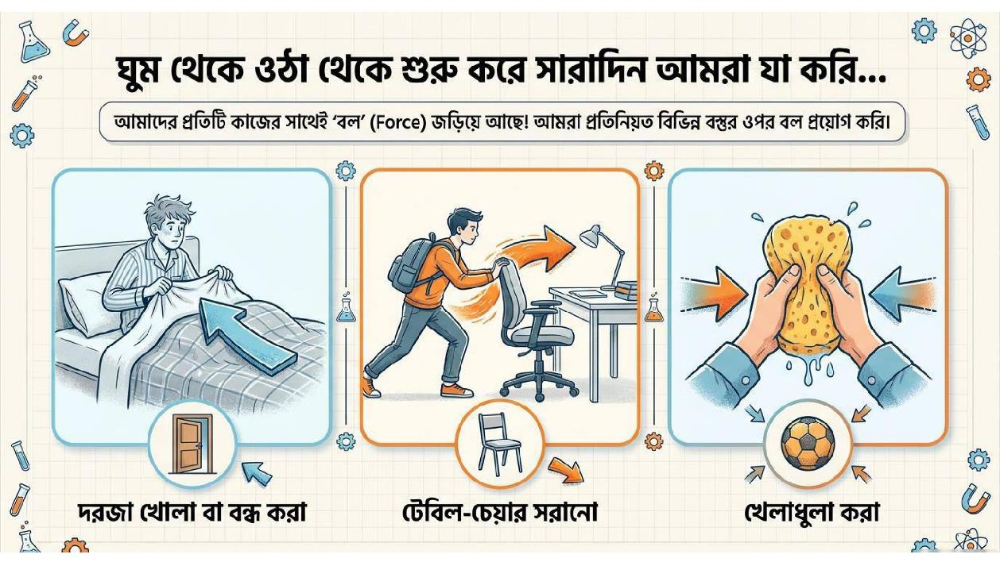 ঘুম থেকে ওঠা থেকে শুরু করে সারাদিন আমরা যা করি...
আমাদের প্রতিটি কাজের সাথেই ‘বল’ (Force) জড়িয়ে আছে! আমরা প্রতিনিয়ত বিভিন্ন বস্তুর ওপর বল প্রয়োগ করি।
দরজা খোলা বা বন্ধ করা
টেবিল-চেয়ার সরানো
খেলাধুলা করা